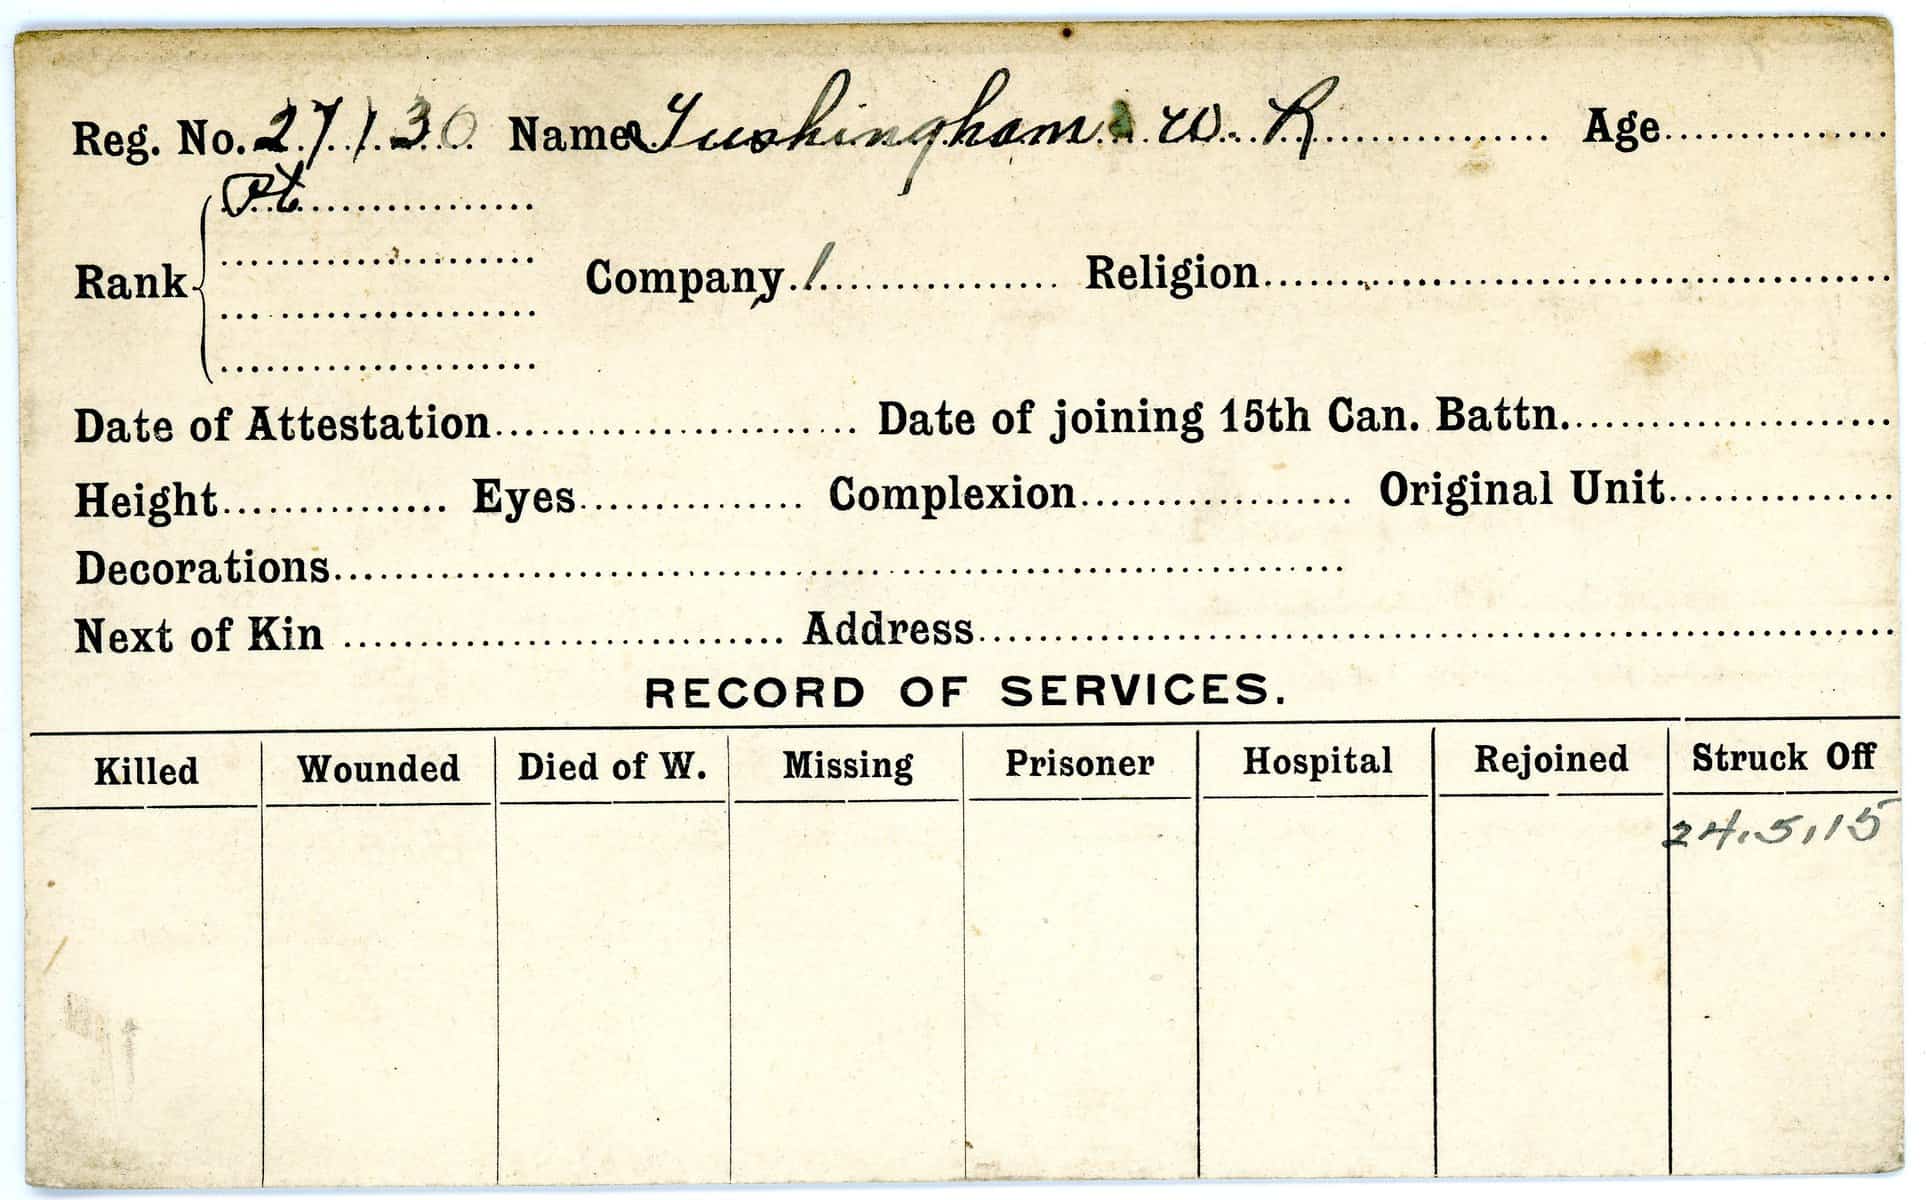 Reg. No. 27130 Name Tushingham W. R. Age
Pt
Rank Company 1 Religion
Date of Attestation Date of joining 15th Can. Battn.
Height Eyes Complexion Original Unit
Decorations
Next of Kin Address
RECORD OF SERVICES.
Killed Wounded Died of W. Missing Prisoner Hospital Rejoined Struck Off
24.5.15